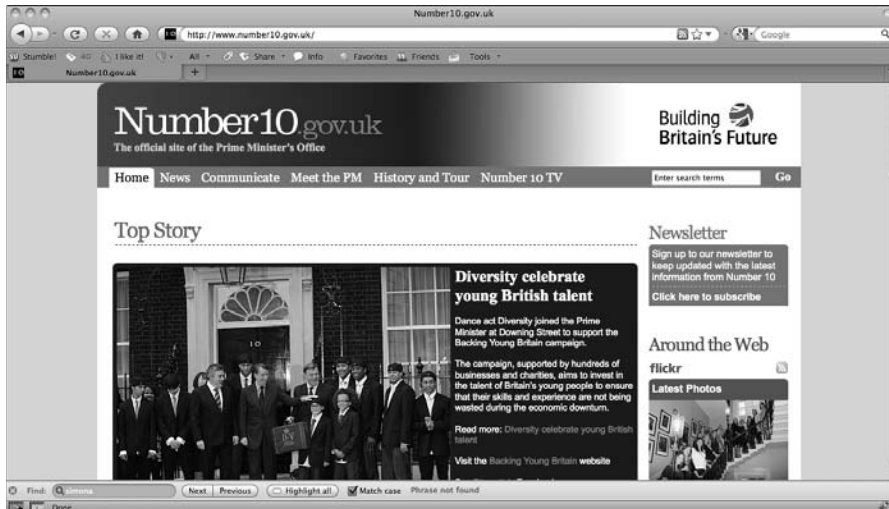 Number10.gov.uk
http://www.number10.gov.uk/
Google
Stumble! 40 I like it! All Share Info Favorites Friends Tools
Number10.gov.uk
Number10.gov.uk
The official site of the Prime Minister's Office
Building
Britain's Future
Home News Communicate Meet the PM History and Tour Number 10 TV
Enter search terms Go
Top Story
Diversity celebrate
young British talent
Dance act Diversity joined the Prime
Minister at Downing Street to support the
Backing Young Britain campaign.
The campaign, supported by hundreds of
businesses and charities, aims to invest in
the talent of Britain's young people to ensure
that their skills and experience are not being
wasted during the economic downturn.
Read more: Diversity celebrate young British
talent
Visit the Backing Young Britain website
Newsletter
Sign up to our newsletter to
keep updated with the latest
information from Number 10
Click here to subscribe
Around the Web
flickr
Latest Photos
Find: simona Next Previous Highlight all Match case Phrase not found
Done